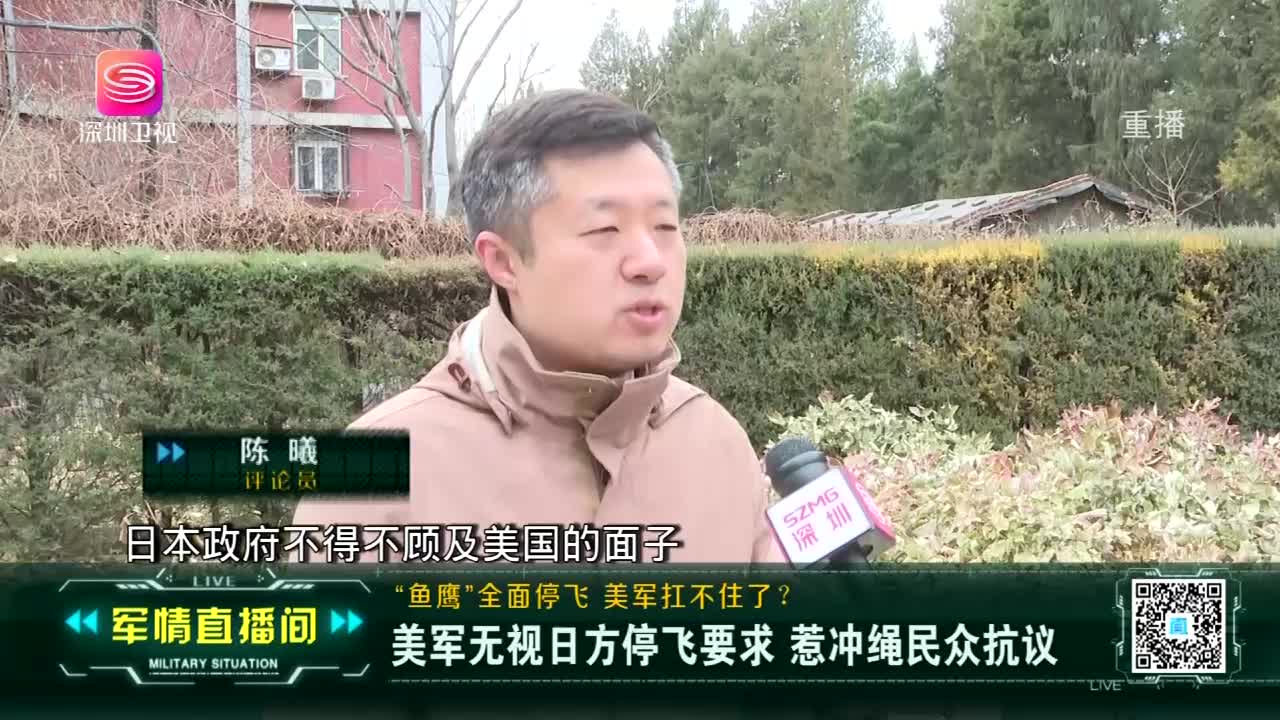 深圳卫视
重播
陈 曦
评论员
SZMG
深圳
日本政府不得不顾及美国的面子
LIVE
军情直播间
MILITARY SITUATION
“鱼鹰”全面停飞 美军扛不住了?
美军无视日方停飞要求 惹冲绳民众抗议
直
LIVE